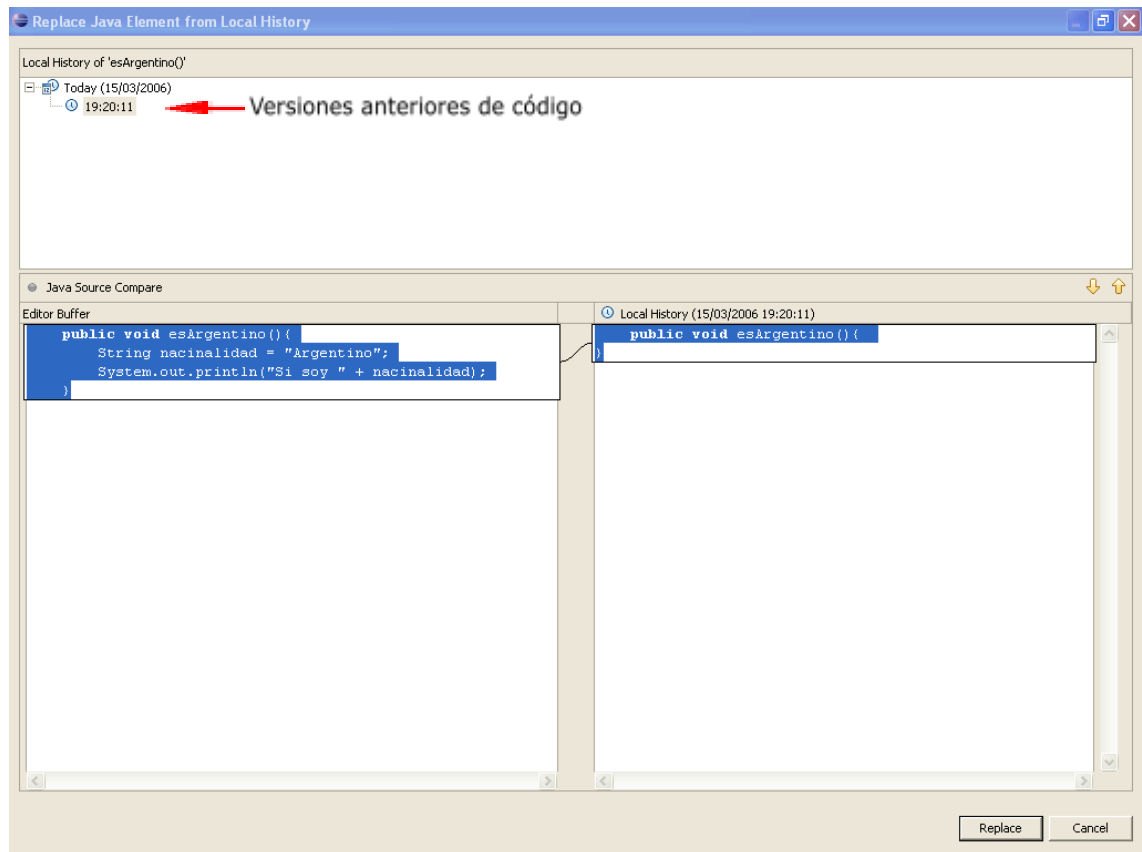 Replace Java Element from Local History
Local History of 'esArgentino()'
Today (15/03/2006)
19:20:11
Versiones anteriores de código
Java Source Compare
Editor Buffer
Local History (15/03/2006 19:20:11)
public void esArgentino(){
String nacinalidad = "Argentino";
System.out.println("Si soy " + nacinalidad);
}
public void esArgentino(){
}
Replace
Cancel